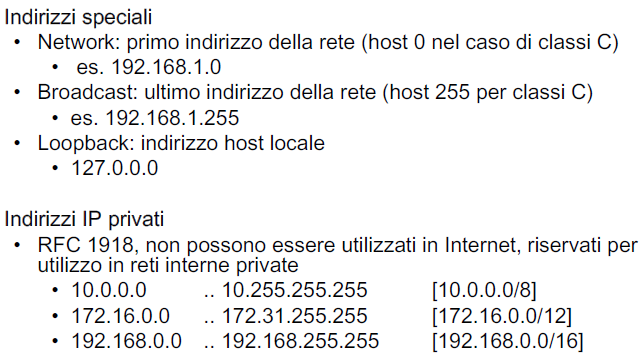 Indirizzi speciali
• Network: primo indirizzo della rete (host 0 nel caso di classi C)
• es. 192.168.1.0
• Broadcast: ultimo indirizzo della rete (host 255 per classi C)
• es. 192.168.1.255
• Loopback: indirizzo host locale
• 127.0.0.0
Indirizzi IP privati
• RFC 1918, non possono essere utilizzati in Internet, riservati per
utilizzo in reti interne private
• 10.0.0.0 .. 10.255.255.255 [10.0.0.0/8]
• 172.16.0.0 .. 172.31.255.255 [172.16.0.0/12]
• 192.168.0.0 .. 192.168.255.255 [192.168.0.0/16]